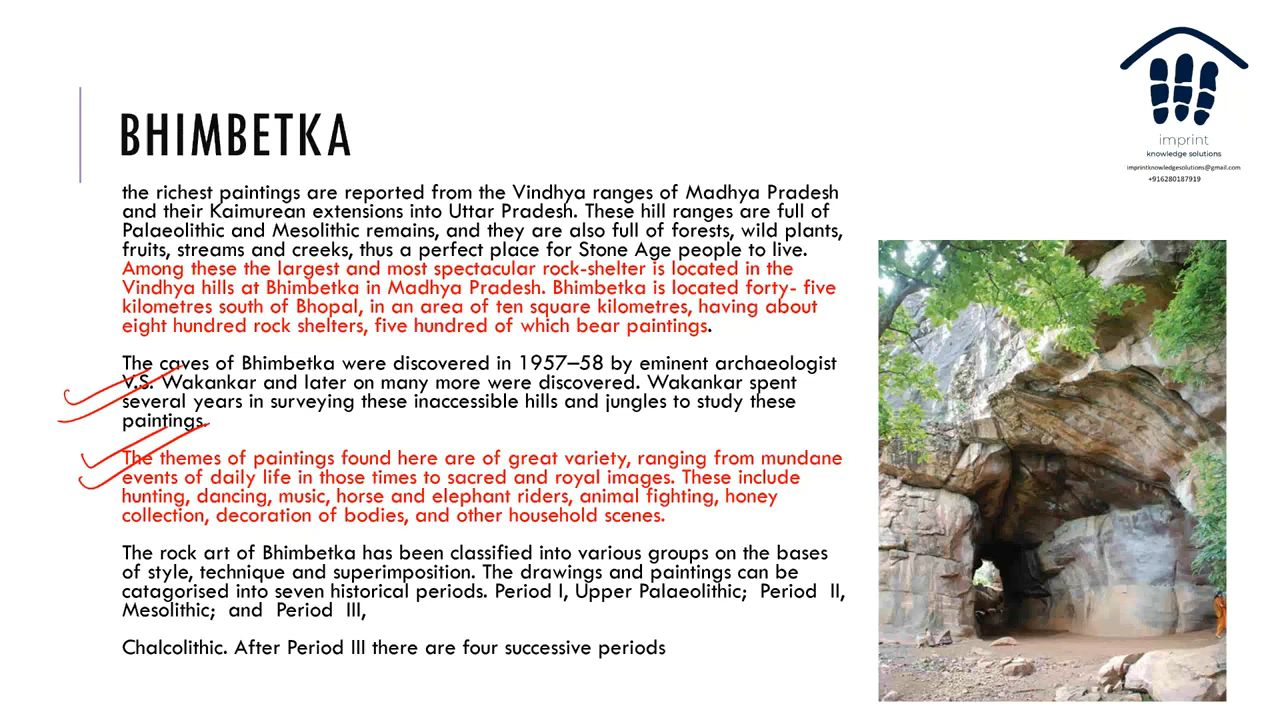 BHIMBETKA
the richest paintings are reported from the Vindhya ranges of Madhya Pradesh
and their Kaimurean extensions into Uttar Pradesh. These hill ranges are full of
Palaeolithic and Mesolithic remains, and they are also full of forests, wild plants,
fruits, streams and creeks, thus a perfect place for Stone Age people to live.
Among these the largest and most spectacular rock-shelter is located in the
Vindhya hills at Bhimbetka in Madhya Pradesh. Bhimbetka is located forty- five
kilometres south of Bhopal, in an area of ten square kilometres, having about
eight hundred rock shelters, five hundred of which bear paintings.
The caves of Bhimbetka were discovered in 1957–58 by eminent archaeologist
V.S. Wakankar and later on many more were discovered. Wakankar spent
several years in surveying these inaccessible hills and jungles to study these
paintings.
The themes of paintings found here are of great variety, ranging from mundane
events of daily life in those times to sacred and royal images. These include
hunting, dancing, music, horse and elephant riders, animal fighting, honey
collection, decoration of bodies, and other household scenes.
The rock art of Bhimbetka has been classified into various groups on the bases
of style, technique and superimposition. The drawings and paintings can be
catagorised into seven historical periods. Period I, Upper Palaeolithic; Period II,
Mesolithic; and Period III,
Chalcolithic. After Period III there are four successive periods
imprint
knowledge solutions
imprintknowledgesolutions@gmail.com
+916280187919